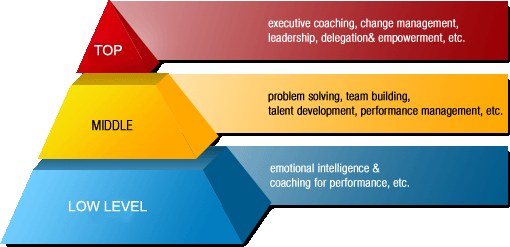 TOP
executive coaching, change management,
leadership, delegation& empowerment, etc.
MIDDLE
problem solving, team building,
talent development, performance management, etc.
LOW LEVEL
emotional intelligence &
coaching for performance, etc.